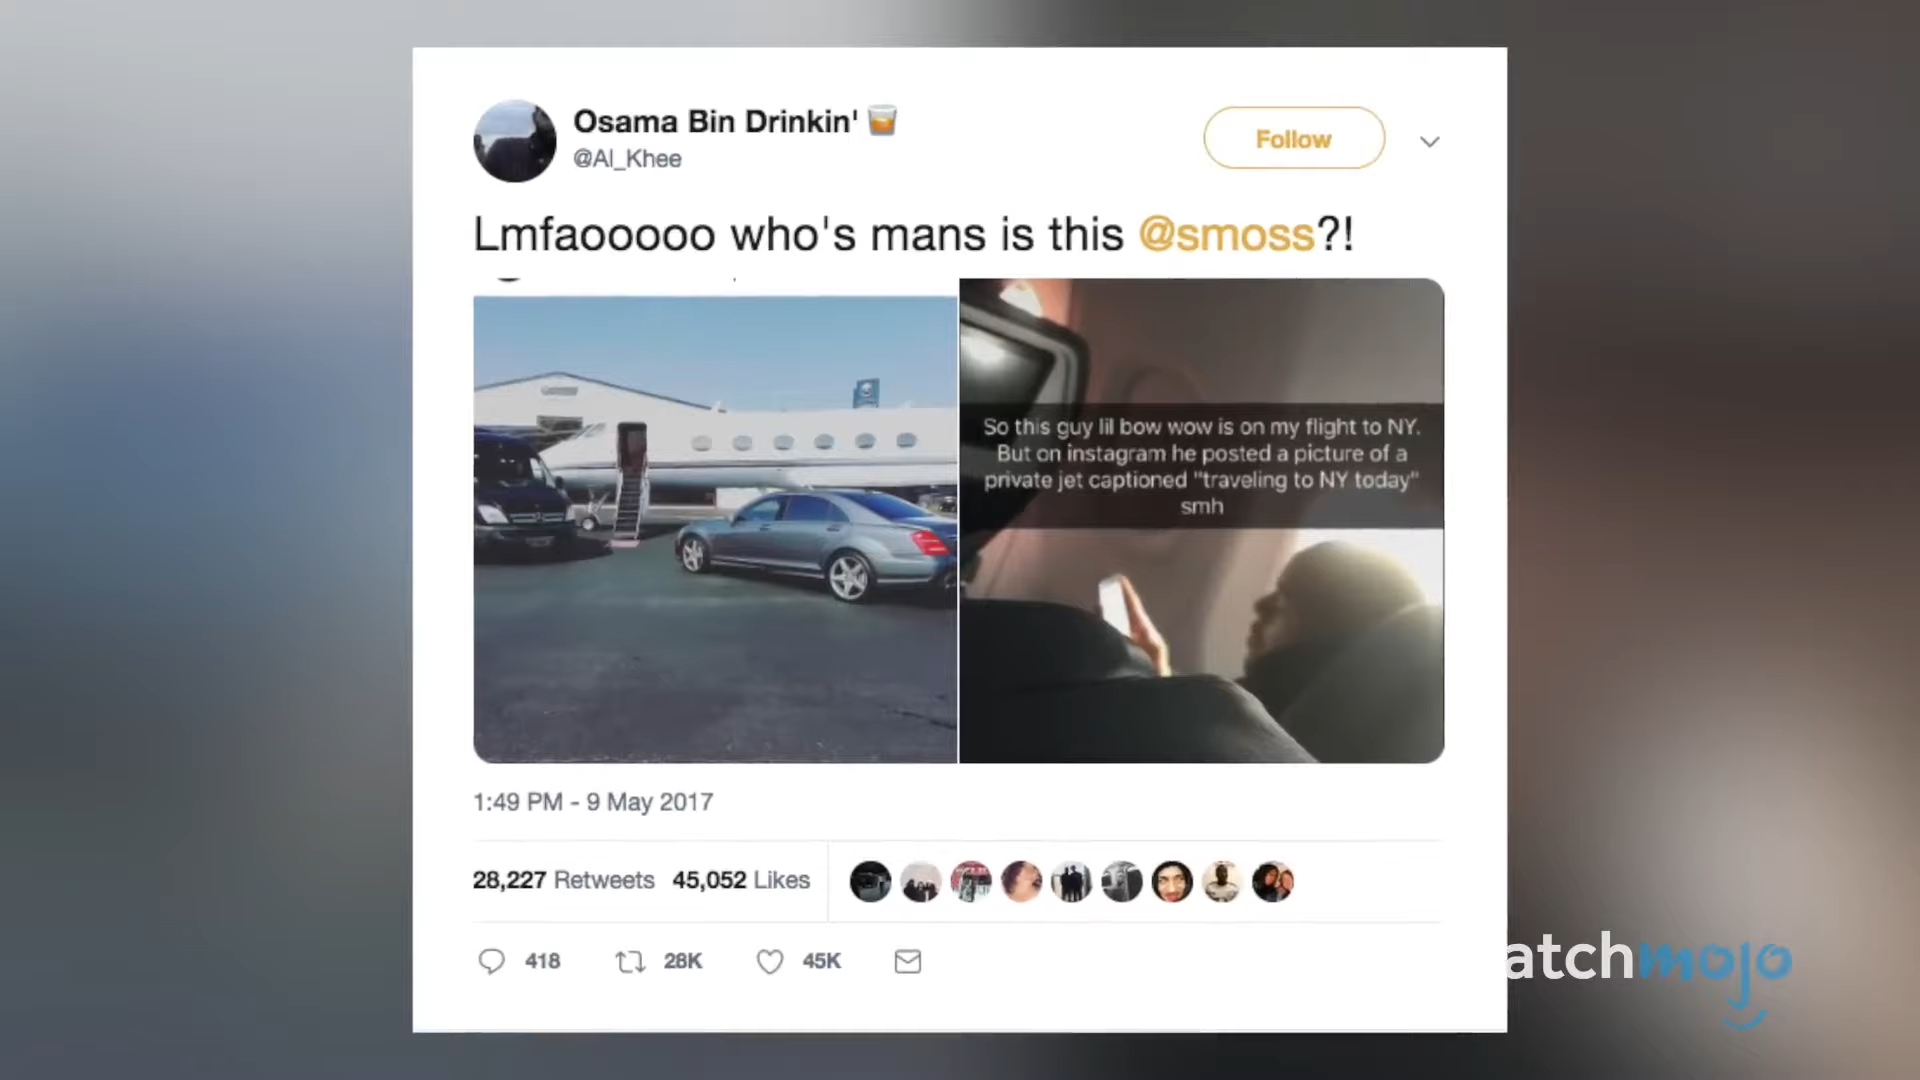 Osama Bin Drinkin'
@Al_Khee
Follow
Lmfaooooo who's mans is this @smoss?!
So this guy lil bow wow is on my flight to NY.
But on instagram he posted a picture of a
private jet captioned "traveling to NY today"
smh
1:49 PM - 9 May 2017
28,227 Retweets 45,052 Likes
418 28K 45K
atchmojo